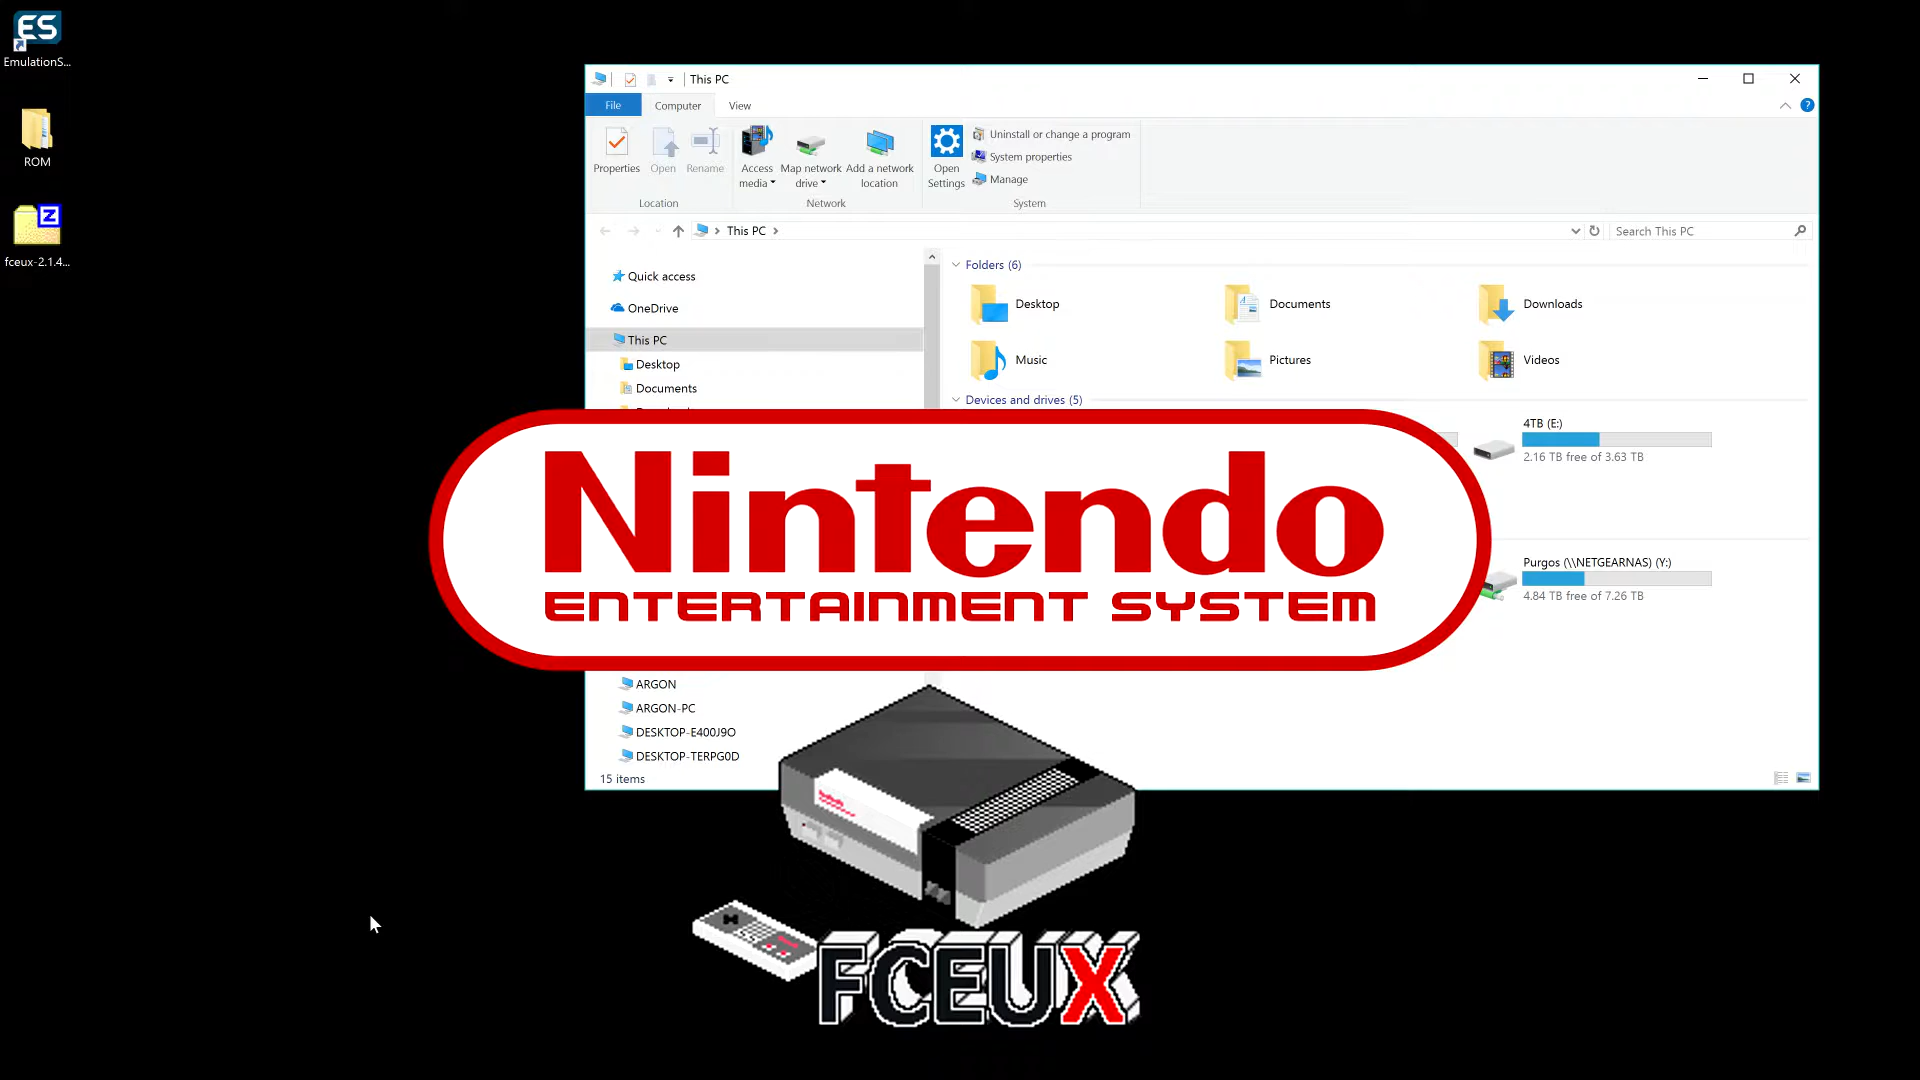 EmulationS...
ROM
fceux-2.1.4...
This PC
File
Computer
View
Properties
Open
Rename
Location
Access media
Map network drive
Add a network location
Network
Open Settings
Uninstall or change a program
System properties
Manage
System
This PC
Search This PC
Quick access
OneDrive
This PC
Desktop
Documents
Folders (6)
Desktop
Documents
Downloads
Music
Pictures
Videos
Devices and drives (5)
4TB (E:)
2.16 TB free of 3.63 TB
Purgos (\\NETGEARNAS) (Y:)
4.84 TB free of 7.26 TB
Nintendo
ENTERTAINMENT SYSTEM
ARGON
ARGON-PC
DESKTOP-E400J9O
DESKTOP-TERPG0D
15 items
FCEUX